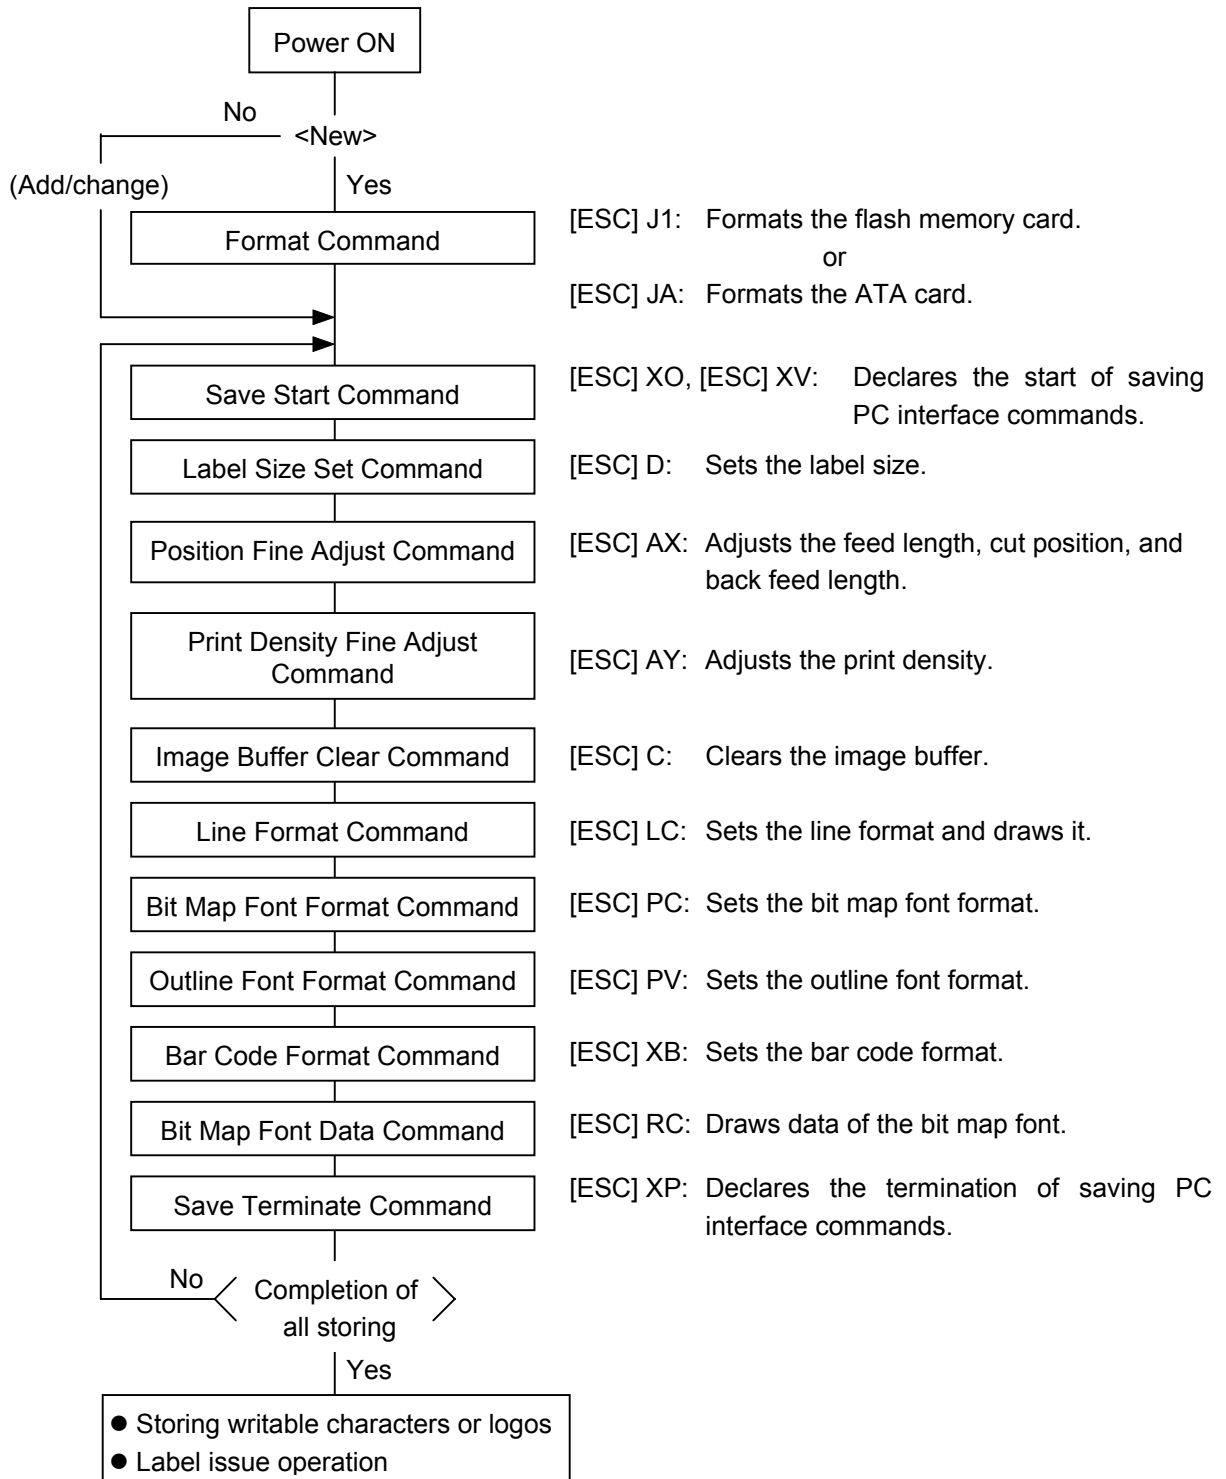 Power ON
No
<New>
(Add/change)
Yes
Format Command
[ESC] J1: Formats the flash memory card.
or
[ESC] JA: Formats the ATA card.
Save Start Command
[ESC] XO, [ESC] XV: Declares the start of saving
PC interface commands.
Label Size Set Command
[ESC] D: Sets the label size.
Position Fine Adjust Command
[ESC] AX: Adjusts the feed length, cut position, and
back feed length.
Print Density Fine Adjust
Command
[ESC] AY: Adjusts the print density.
Image Buffer Clear Command
[ESC] C: Clears the image buffer.
Line Format Command
[ESC] LC: Sets the line format and draws it.
Bit Map Font Format Command
[ESC] PC: Sets the bit map font format.
Outline Font Format Command
[ESC] PV: Sets the outline font format.
Bar Code Format Command
[ESC] XB: Sets the bar code format.
Bit Map Font Data Command
[ESC] RC: Draws data of the bit map font.
Save Terminate Command
[ESC] XP: Declares the termination of saving PC
interface commands.
No
Completion of
all storing
Yes
● Storing writable characters or logos
● Label issue operation